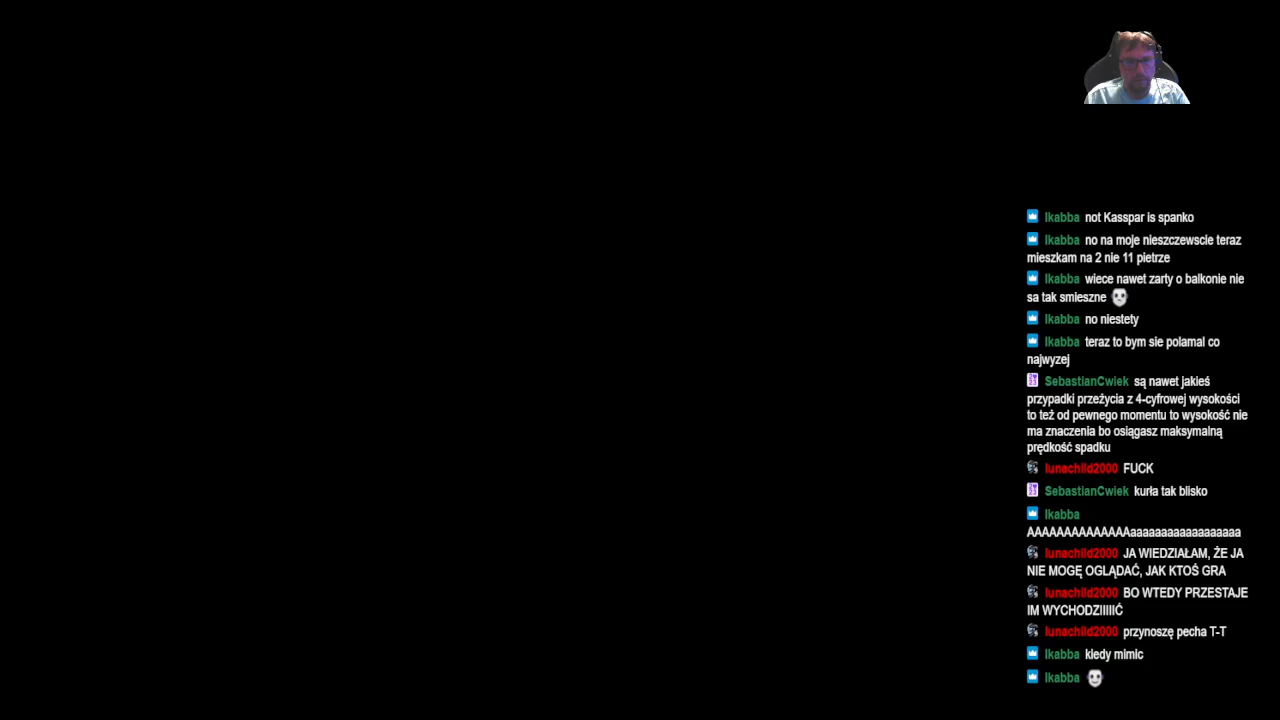 Ikabba not Kasspar is spanko
Ikabba no na moje nieszczewscie teraz
mieszkam na 2 nie 11 pietrze
Ikabba wiece nawet zarty o balkonie nie
sa tak smieszne
Ikabba no niestety
Ikabba teraz to bym sie polamal co
najwyzej
SebastianCwiek są nawet jakieś
przypadki przeżycia z 4-cyfrowej wysokości
to też od pewnego momentu to wysokość nie
ma znaczenia bo osiągasz maksymalną
prędkość spadku
lunachild2000 FUCK
SebastianCwiek kurła tak blisko
Ikabba
AAAAAAAAAAAAAAaaaaaaaaaaaaaaaaaa
lunachild2000 JA WIEDZIAŁAM, ŻE JA
NIE MOGĘ OGLĄDAĆ, JAK KTOŚ GRA
lunachild2000 BO WTEDY PRZESTAJE
IM WYCHODZIIIIIĆ
lunachild2000 przynoszę pecha T-T
Ikabba kiedy mimic
Ikabba